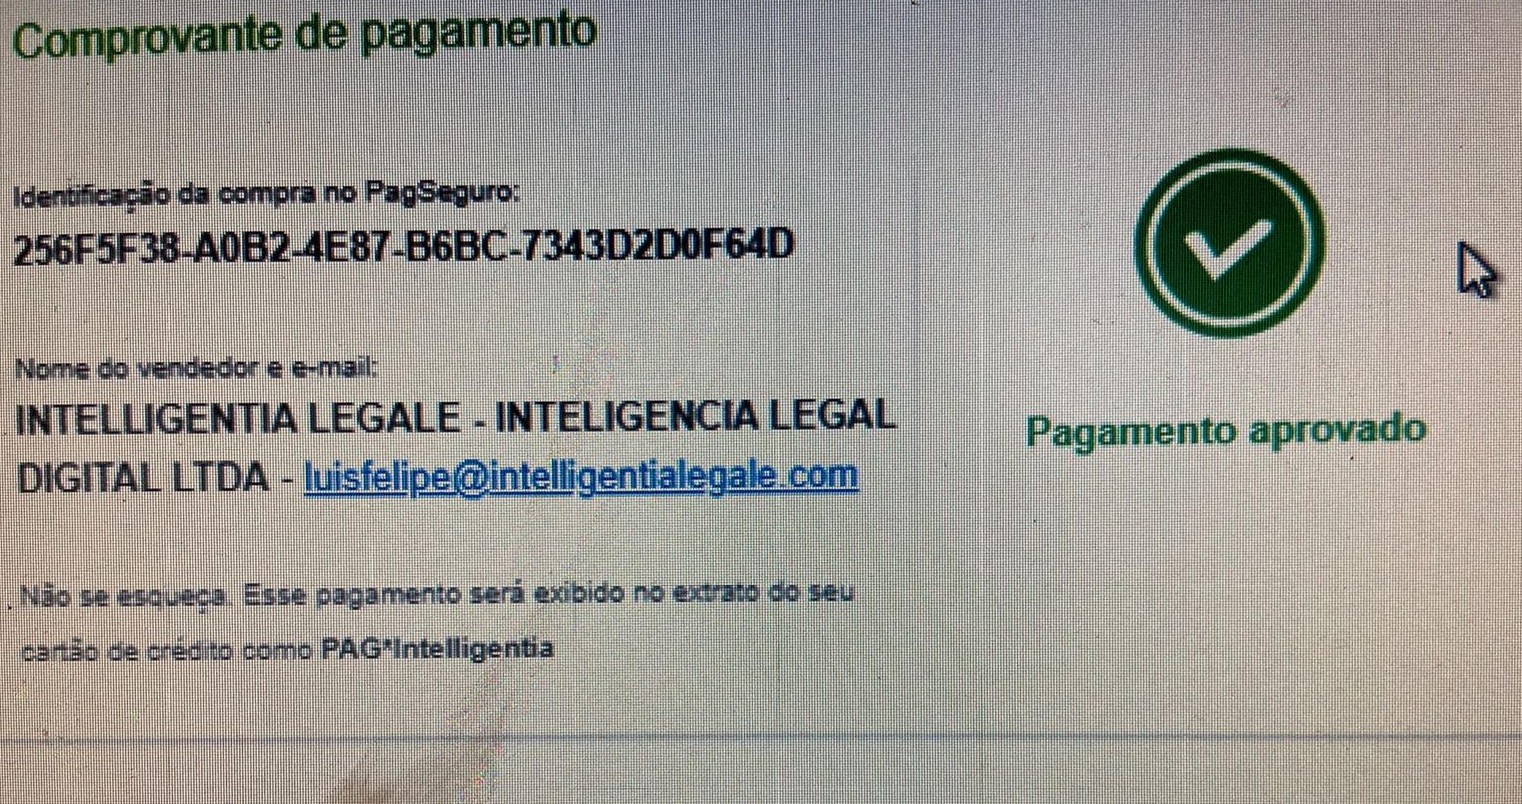 Comprovante de pagamento
Identificação da compra no PagSeguro:
256F5F38-A0B2-4E87-B6BC-7343D2D0F64D
Nome do vendedor e e-mail:
INTELLIGENTIA LEGALE - INTELIGENCIA LEGAL
DIGITAL LTDA - luisfelipe@intelligentialegale.com
Pagamento aprovado
Não se esqueça. Esse pagamento será exibido no extrato do seu
cartão de crédito como PAG*Intelligentia